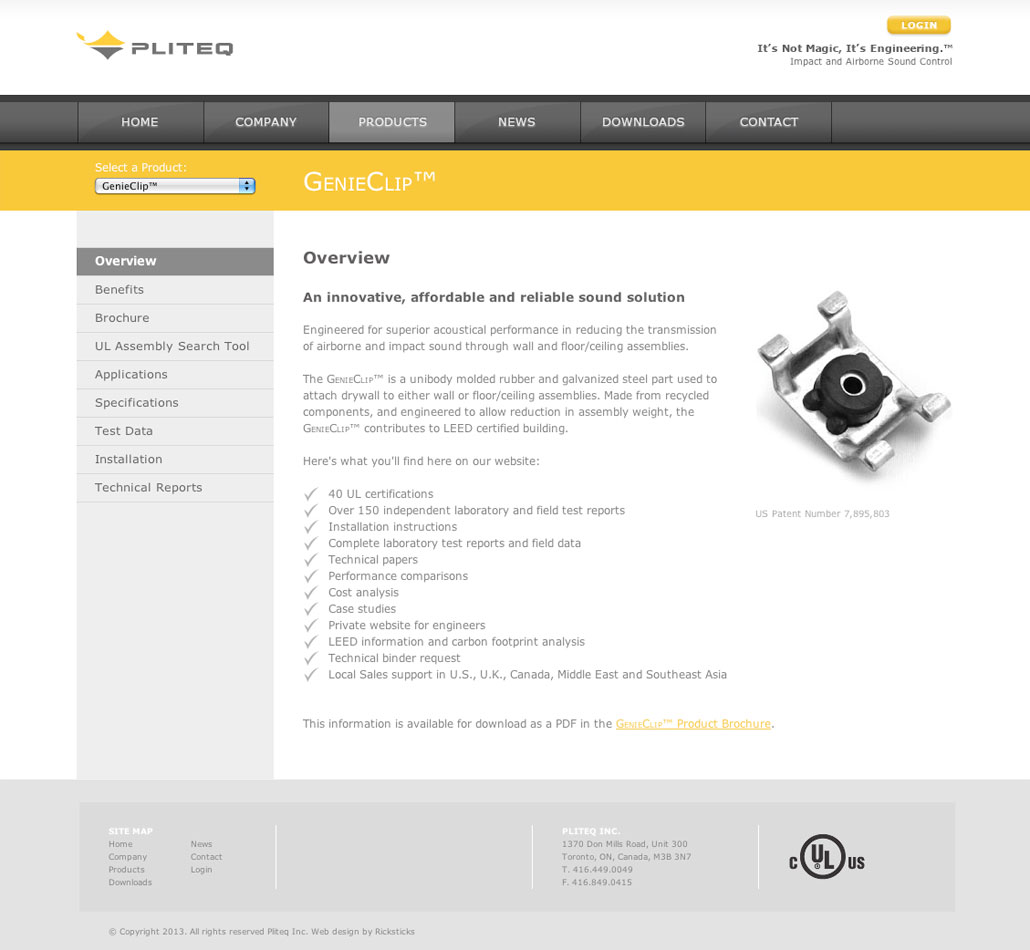 PLITEQ
LOGIN
It's Not Magic, It's Engineering.™
Impact and Airborne Sound Control
HOME
COMPANY
PRODUCTS
NEWS
DOWNLOADS
CONTACT
Select a Product:
GenieClip™
GENIECLIP™
Overview
Benefits
Brochure
UL Assembly Search Tool
Applications
Specifications
Test Data
Installation
Technical Reports
Overview
An innovative, affordable and reliable sound solution
Engineered for superior acoustical performance in reducing the transmission
of airborne and impact sound through wall and floor/ceiling assemblies.
The GENIECLIP™ is a unibody molded rubber and galvanized steel part used to
attach drywall to either wall or floor/ceiling assemblies. Made from recycled
components, and engineered to allow reduction in assembly weight, the
GENIECLIP™ contributes to LEED certified building.
Here's what you'll find here on our website:
40 UL certifications
Over 150 independent laboratory and field test reports
Installation instructions
Complete laboratory test reports and field data
Technical papers
Performance comparisons
Cost analysis
Case studies
Private website for engineers
LEED information and carbon footprint analysis
Technical binder request
Local Sales support in U.S., U.K., Canada, Middle East and Southeast Asia
This information is available for download as a PDF in the GENIECLIP™ Product Brochure.
US Patent Number 7,895,803
SITE MAP
Home
Company
Products
Downloads
News
Contact
Login
PLITEQ INC.
1370 Don Mills Road, Unit 300
Toronto, ON, Canada, M3B 3N7
T. 416.449.0049
F. 416.849.0415
C UL ® US
© Copyright 2013. All rights reserved Pliteq Inc. Web design by Ricksticks